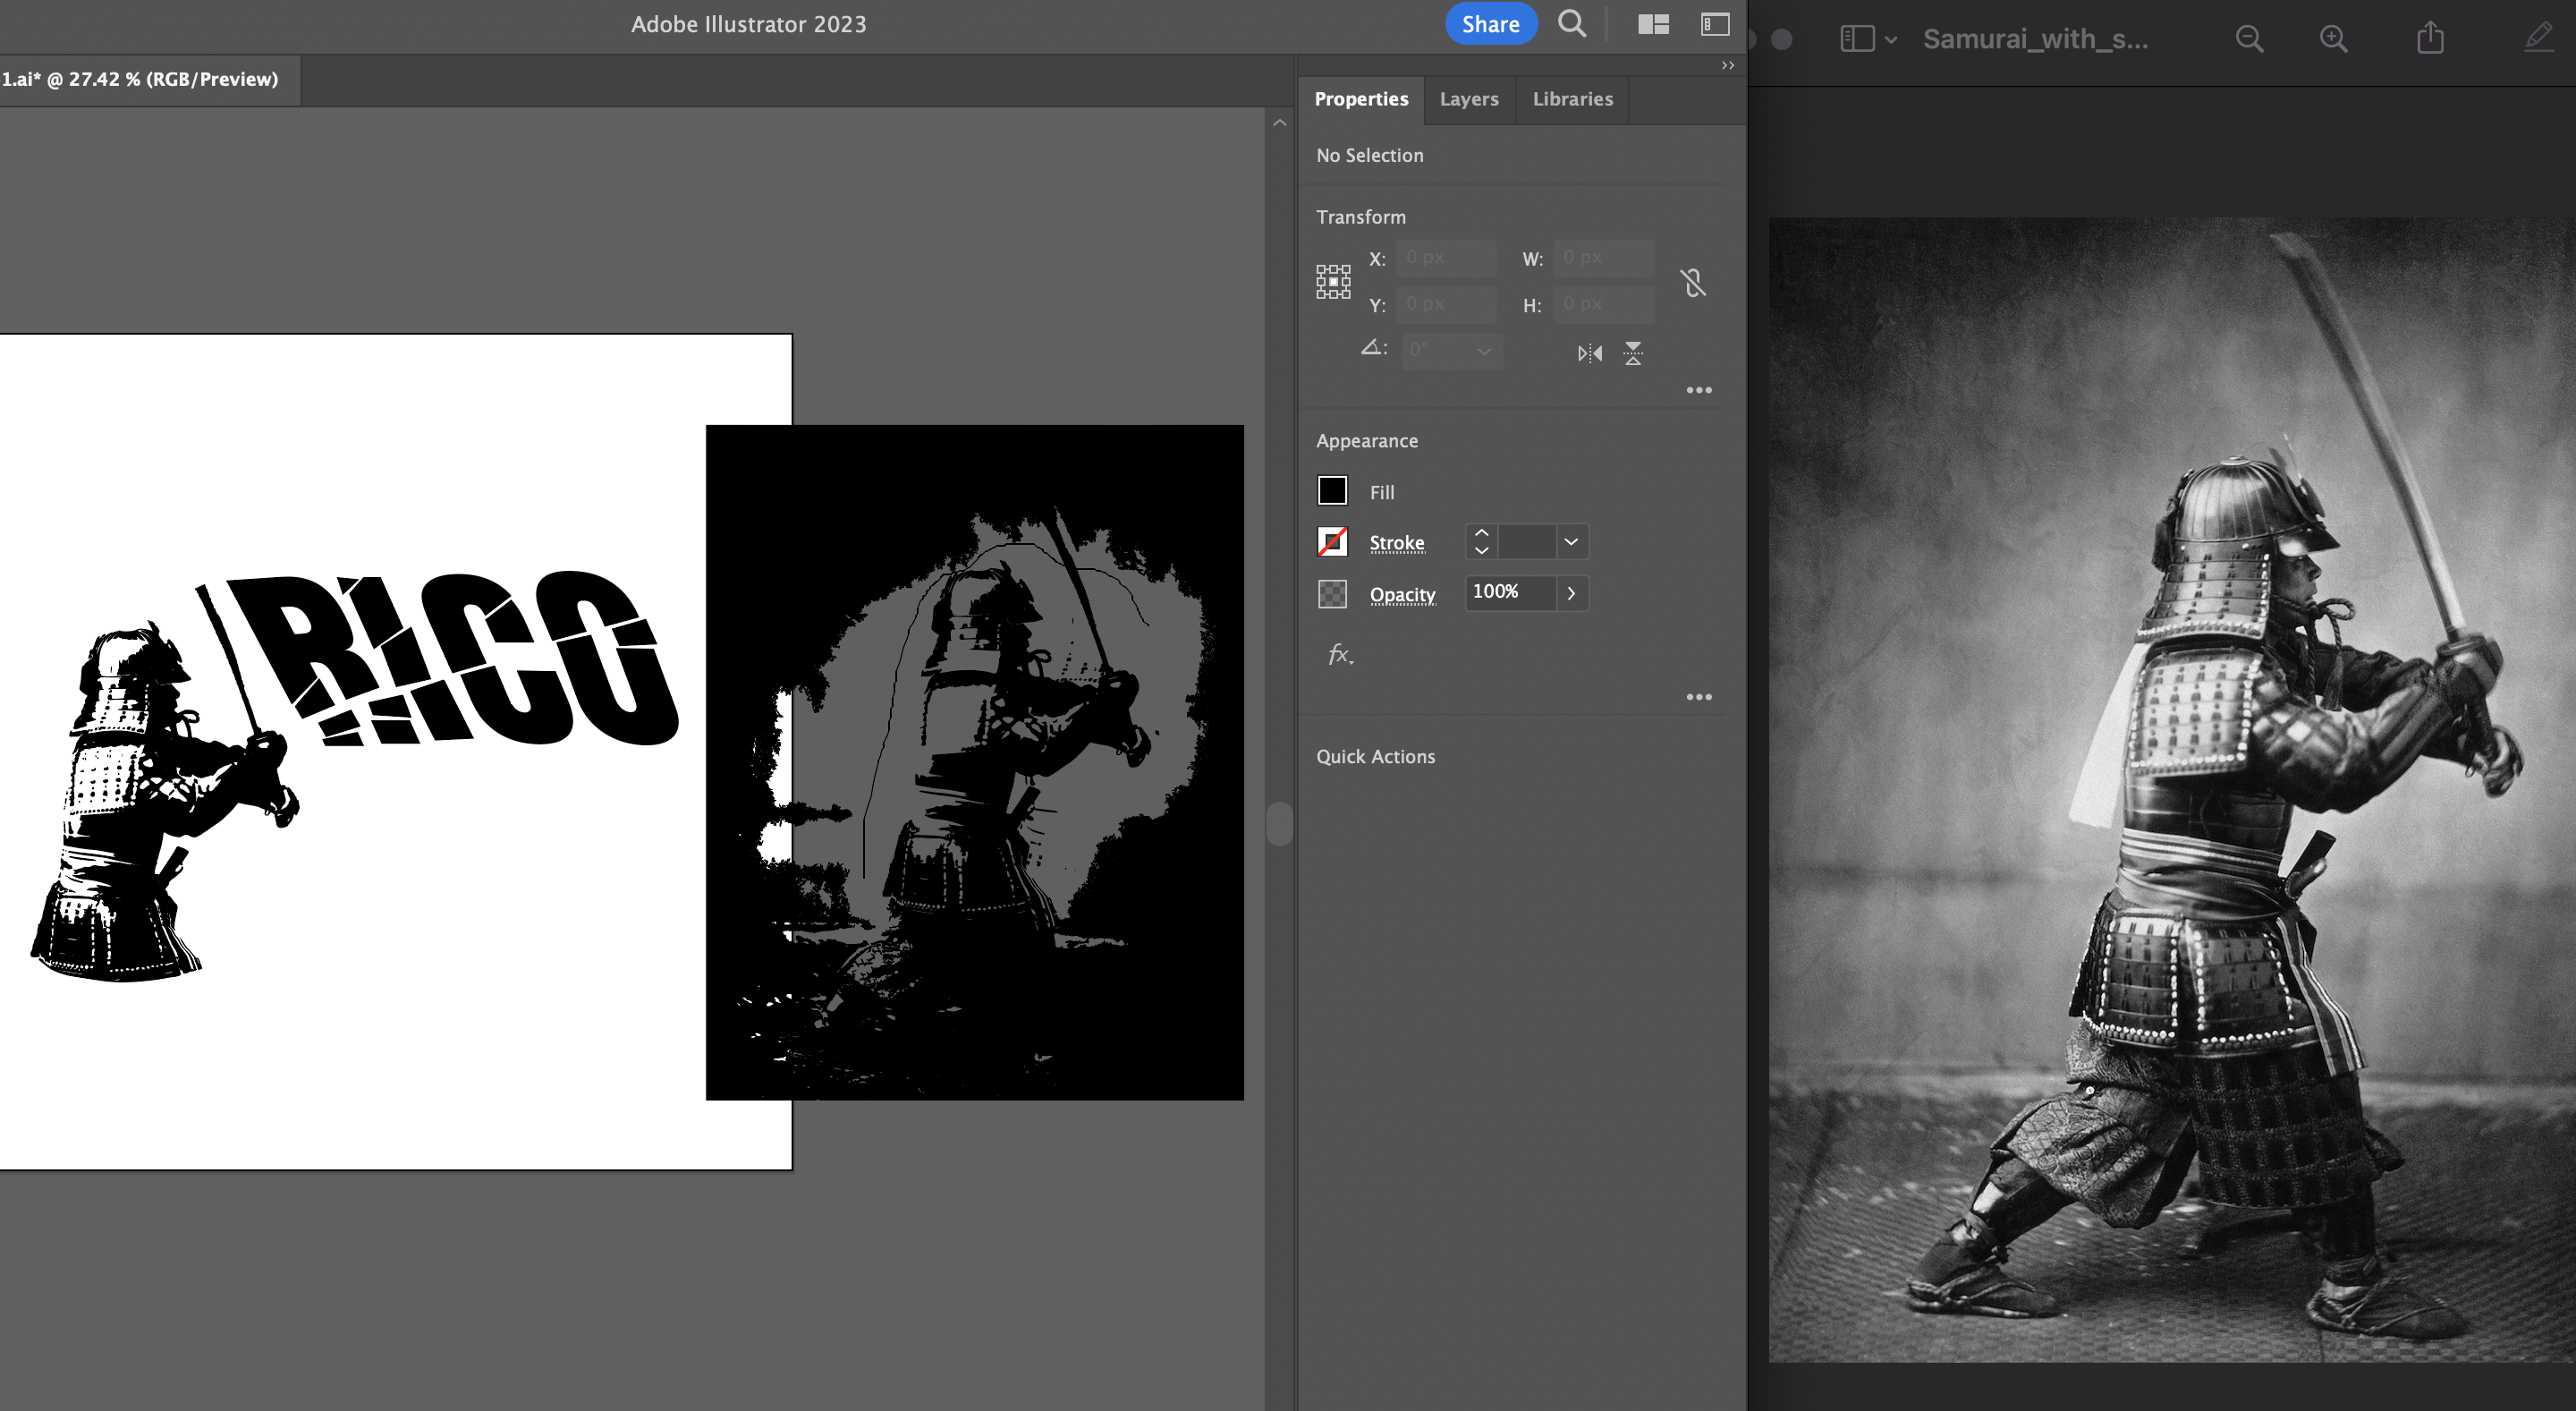 Adobe Illustrator 2023
Share
Samurai_with_s...
1.ai* @ 27.42 % (RGB/Preview)
Properties
Layers
Libraries
No Selection
Transform
X: 0 px
W: 0 px
Y: 0 px
H: 0 px
0°
Appearance
Fill
Stroke
Opacity
100%
fx.
Quick Actions
RICO